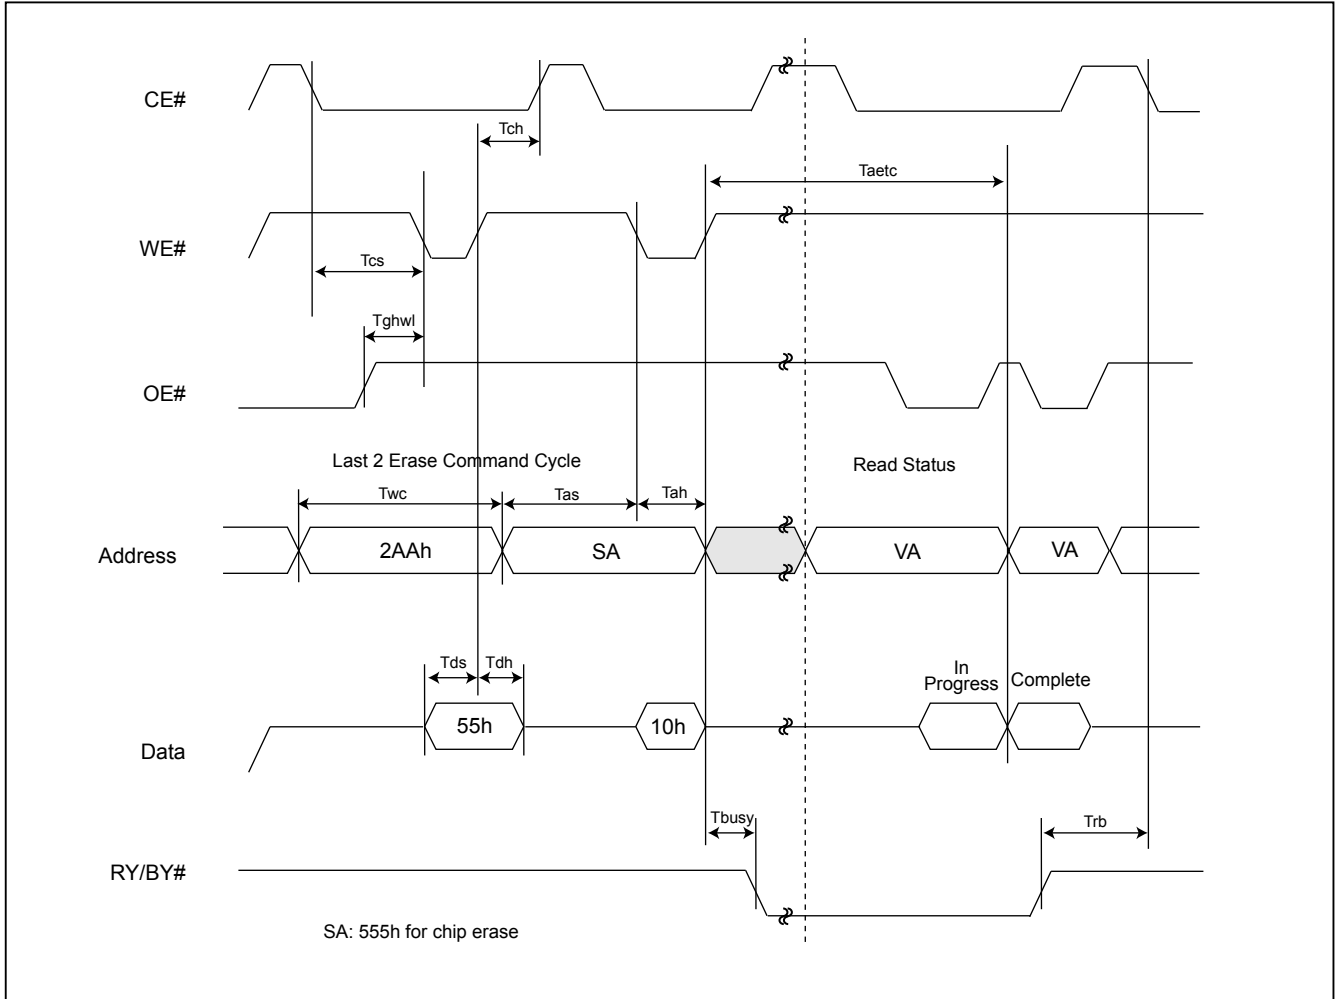 CE#
Tch
Taetc
WE#
Tcs
Tghwl
OE#
Last 2 Erase Command Cycle
Read Status
Twc
Tas
Tah
Address
2AAh
SA
VA
VA
Tds
Tdh
In
Progress
Complete
55h
10h
Data
Tbusy
Trb
RY/BY#
SA: 555h for chip erase